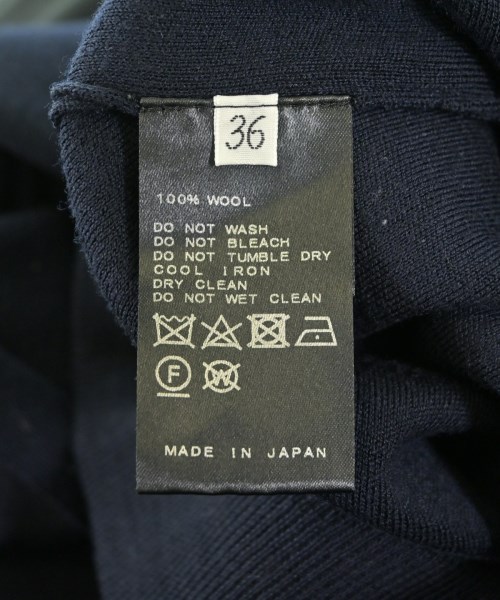 36
100% WOOL
DO NOT WASH
DO NOT BLEACH
DO NOT TUMBLE DRY
COOL IRON
DRY CLEAN
DO NOT WET CLEAN
F W
MADE IN JAPAN